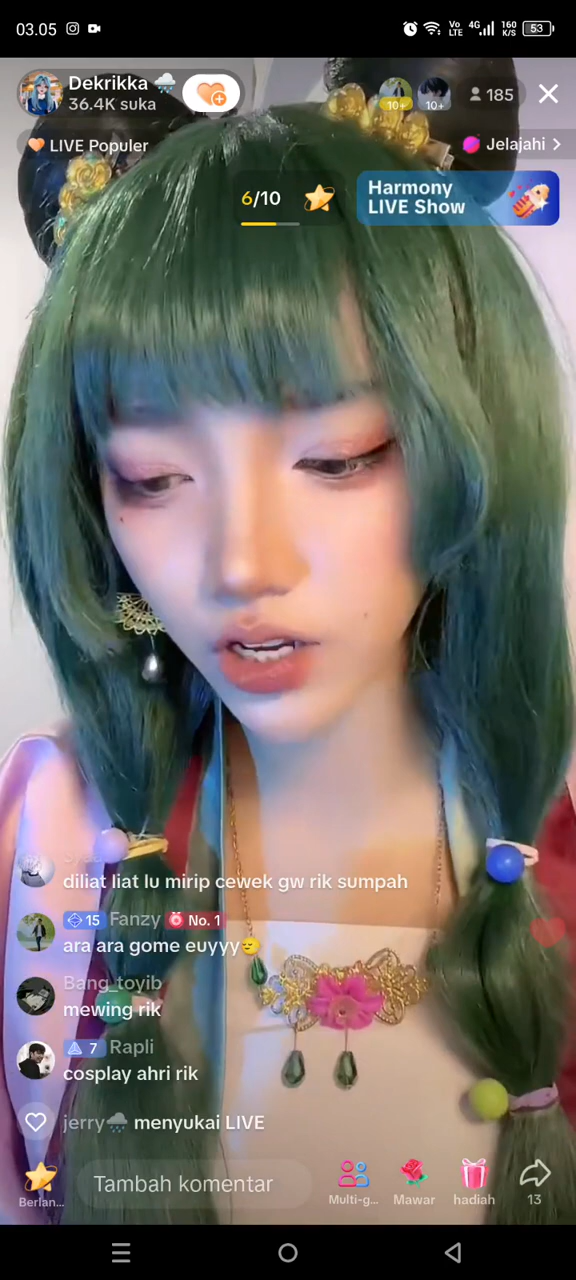 03.05
Vo
LTE
4G
160
K/S
53
Dekrikka 🌧️
36.4K suka
10+
10+
185
LIVE Populer
Jelajahi >
6/10
Harmony
LIVE Show
diliat liat lu mirip cewek gw rik sumpah
15 Fanzy No. 1
ara ara gome euyyy😏
Bang_toyib
mewing rik
7 Rapli
cosplay ahri rik
jerry🌧️ menyukai LIVE
Berlan...
Tambah komentar
Multi-g...
Mawar
hadiah
13